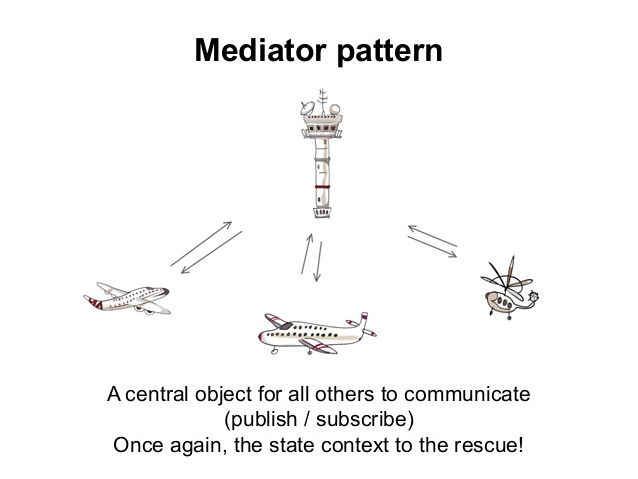 Mediator pattern
A central object for all others to communicate
(publish / subscribe)
Once again, the state context to the rescue!